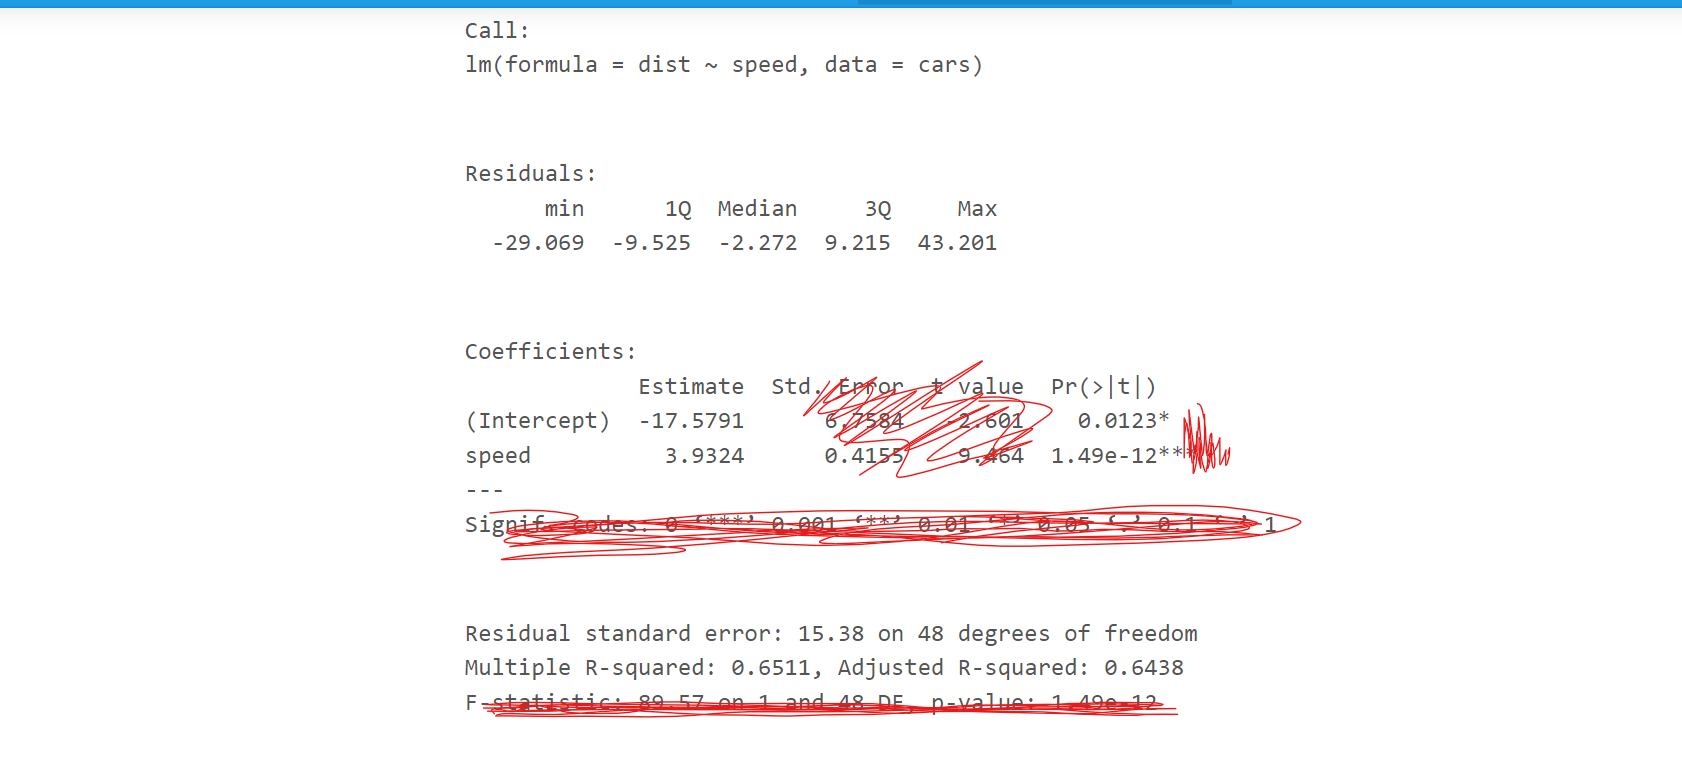 Call:
lm(formula = dist ~ speed, data = cars)
Residuals:
min 1Q Median 3Q Max
-29.069 -9.525 -2.272 9.215 43.201
Coefficients:
Estimate Std. Error t value Pr(>|t|)
(Intercept) -17.5791 6.7584 -2.601 0.0123*
speed 3.9324 0.4155 9.464 1.49e-12***
---
Signif. codes: 0 ‘***’ 0.001 ‘**’ 0.01 ‘*’ 0.05 ‘.’ 0.1 ‘ ’ 1
Residual standard error: 15.38 on 48 degrees of freedom
Multiple R-squared: 0.6511, Adjusted R-squared: 0.6438
F-statistic: 89.57 on 1 and 48 DF, p-value: 1.49e-12